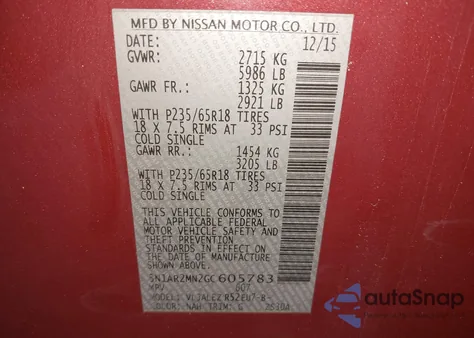 MFD BY NISSAN MOTOR CO., LTD.
DATE: 12/15
GVWR: 2715 KG
5986 LB
GAWR FR.: 1325 KG
2921 LB
WITH P235/65R18 TIRES
18 X 7.5 RIMS AT 33 PSI
COLD SINGLE
GAWR RR.: 1454 KG
3205 LB
WITH P235/65R18 TIRES
18 X 7.5 RIMS AT 33 PSI
COLD SINGLE
THIS VEHICLE CONFORMS TO
ALL APPLICABLE FEDERAL
MOTOR VEHICLE SAFETY
STANDARDS IN EFFECT ON
THE DATE OF MANUFACTURE
SHOWN ABOVE.
5N1AR2MN2GC605783
MPV 607
TRIM: G
autoSnap